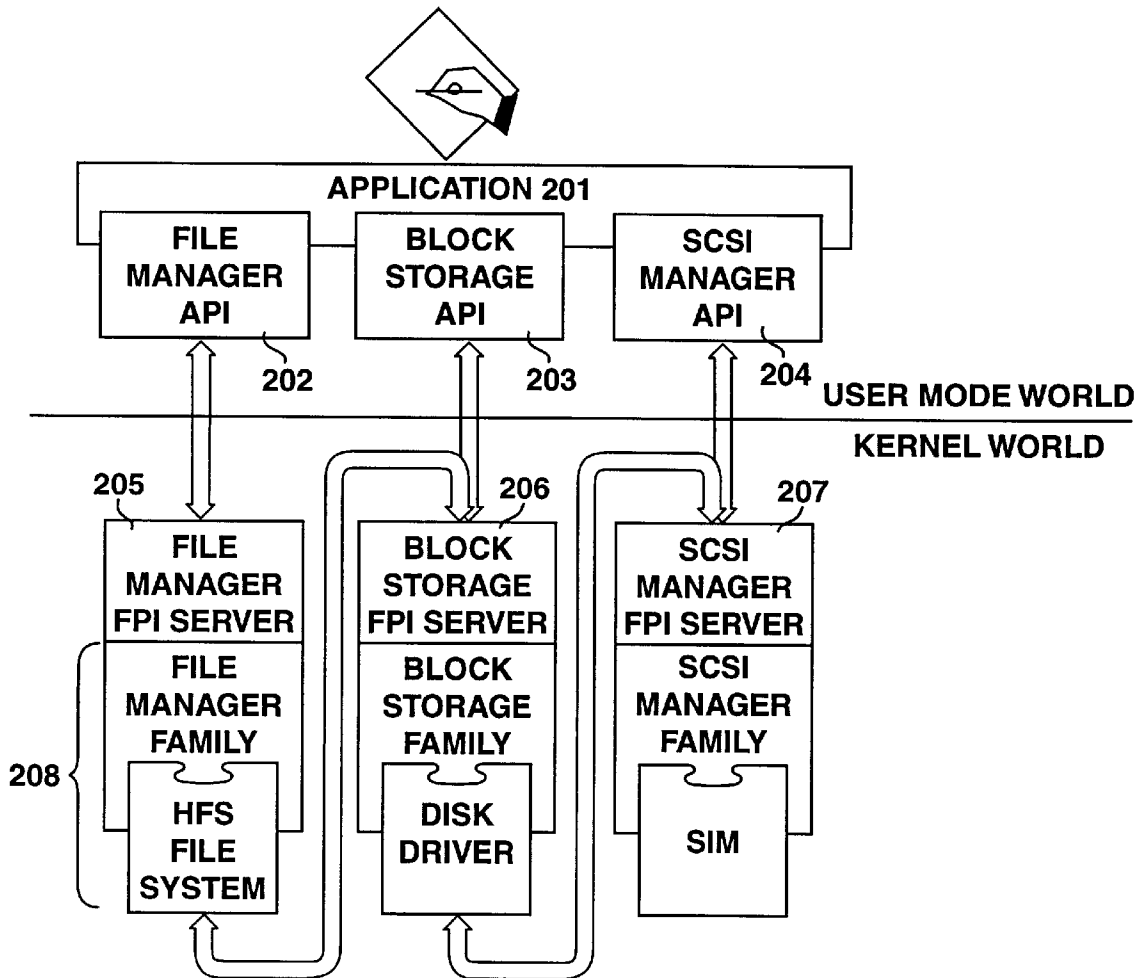 APPLICATION 201
FILE
MANAGER
API
BLOCK
STORAGE
API
SCSI
MANAGER
API
202
203
204
USER MODE WORLD
KERNEL WORLD
205
206
207
FILE
MANAGER
FPI SERVER
BLOCK
STORAGE
FPI SERVER
SCSI
MANAGER
FPI SERVER
FILE
MANAGER
FAMILY
BLOCK
STORAGE
FAMILY
SCSI
MANAGER
FAMILY
208
HFS
FILE
SYSTEM
DISK
DRIVER
SIM